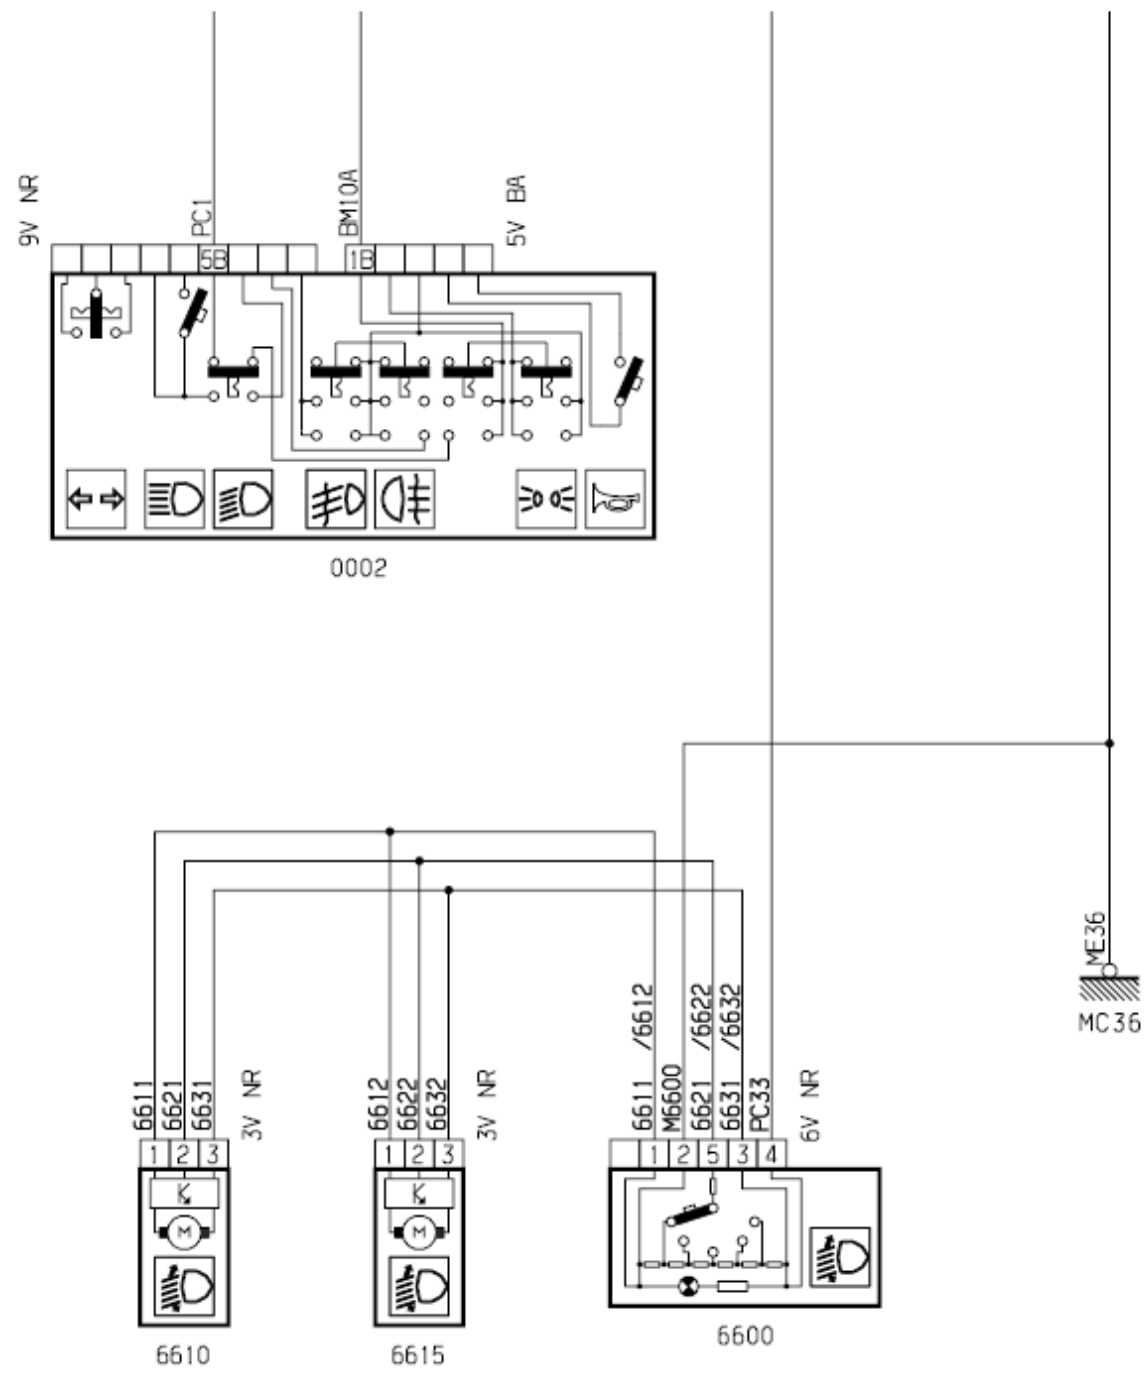 9V NR
PC1
BM10A
5V BA
5B
1B
0002
ME36
MC36
6611
6621
6631
3V NR
6612
6622
6632
3V NR
6611 /6612
M6600
6621 /6622
6631 /6632
PC33
6V NR
1 2 3
1 2 3
1 2 5 3 4
K
M
K
M
6610
6615
6600